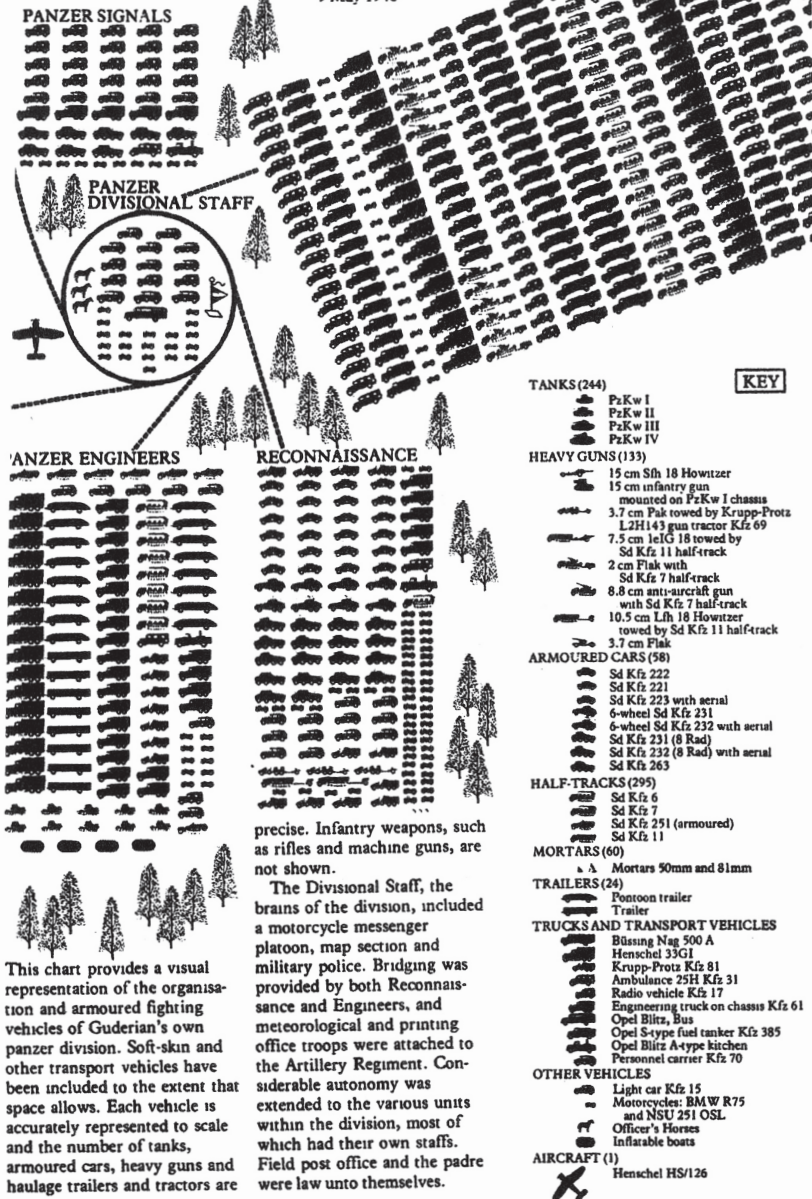 PANZER SIGNALS
PANZER
DIVISIONAL STAFF
ANZER ENGINEERS
RECONNAISSANCE
This chart provides a visual
representation of the organisa-
tion and armoured fighting
vehicles of Guderian's own
panzer division. Soft-skin and
other transport vehicles have
been included to the extent that
space allows. Each vehicle is
accurately represented to scale
and the number of tanks,
armoured cars, heavy guns and
haulage trailers and tractors are
precise. Infantry weapons, such
as rifles and machine guns, are
not shown.
The Divisional Staff, the
brains of the division, included
a motorcycle messenger
platoon, map section and
military police. Bridging was
provided by both Reconnais-
sance and Engineers, and
meteorological and printing
office troops were attached to
the Artillery Regiment. Con-
siderable autonomy was
extended to the various units
within the division, most of
which had their own staffs.
Field post office and the padre
were law unto themselves.
KEY
TANKS (244)
PzKw I
PzKw II
PzKw III
PzKw IV
HEAVY GUNS (133)
15 cm Sfh 18 Howitzer
15 cm infantry gun
mounted on PzKw I chassis
3.7 cm Pak towed by Krupp-Protz
L2H143 gun tractor Kfz 69
7.5 cm leIG 18 towed by
Sd Kfz 11 half-track
2 cm Flak with
Sd Kfz 7 half-track
8.8 cm anti-aircraft gun
with Sd Kfz 7 half-track
10.5 cm Lfh 18 Howitzer
towed by Sd Kfz 11 half-track
3.7 cm Flak
ARMOURED CARS (58)
Sd Kfz 222
Sd Kfz 221
Sd Kfz 223 with aerial
6-wheel Sd Kfz 231
6-wheel Sd Kfz 232 with aerial
Sd Kfz 231 (8 Rad)
Sd Kfz 232 (8 Rad) with aerial
Sd Kfz 263
HALF-TRACKS (295)
Sd Kfz 6
Sd Kfz 7
Sd Kfz 251 (armoured)
Sd Kfz 11
MORTARS (60)
Mortars 50mm and 81mm
TRAILERS (24)
Pontoon trailer
Trailer
TRUCKS AND TRANSPORT VEHICLES
Büssing Nag 500 A
Henschel 33GI
Krupp-Protz Kfz 81
Ambulance 25H Kfz 31
Radio vehicle Kfz 17
Engineering truck on chassis Kfz 61
Opel Blitz, Bus
Opel S-type fuel tanker Kfz 385
Opel Blitz A-type kitchen
Personnel carrier Kfz 70
OTHER VEHICLES
Light car Kfz 15
Motorcycles: BMW R75
and NSU 251 OSL
Officer's Horses
Inflatable boats
AIRCRAFT (1)
Henschel HS/126